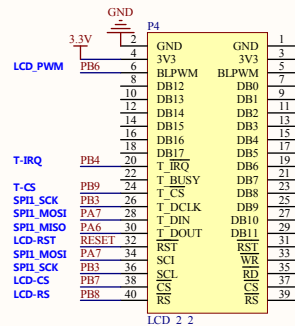 GND
P4
3.3V 2 GND GND 1
4 3V3 3V3 3
LCD_PWM PB6 6 BLPWM BLPWM 5
8 DB12 DB0 7
10 DB13 DB1 9
12 DB14 DB2 11
14 DB15 DB3 13
16 DB16 DB4 15
18 DB17 DB5 17
T-IRQ PB4 20 T_IRQ DB6 19
22 T_BUSY DB7 21
T-CS PB9 24 T_CS DB8 23
SPI1_SCK PB3 26 T_DCLK DB9 25
SPI1_MOSI PA7 28 T_DIN DB10 27
SPI1_MISO PA6 30 T_DOUT DB11 29
LCD-RST RESET 32 RST RST 31
SPI1_MOSI PA7 34 SCI WR 33
SPI1_SCK PB3 36 SCL RD 35
LCD-CS PB7 38 CS CS 37
LCD-RS PB8 40 RS RS 39
LCD_2_2